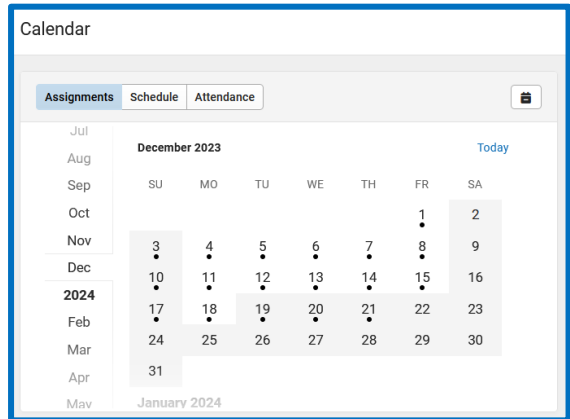 Calendar
Assignments Schedule Attendance
Jul
Aug
Sep
Oct
Nov
Dec
2024
Feb
Mar
Apr
May
December 2023 Today
SU MO TU WE TH FR SA
1 2
3 4 5 6 7 8 9
10 11 12 13 14 15 16
17 18 19 20 21 22 23
24 25 26 27 28 29 30
31
January 2024